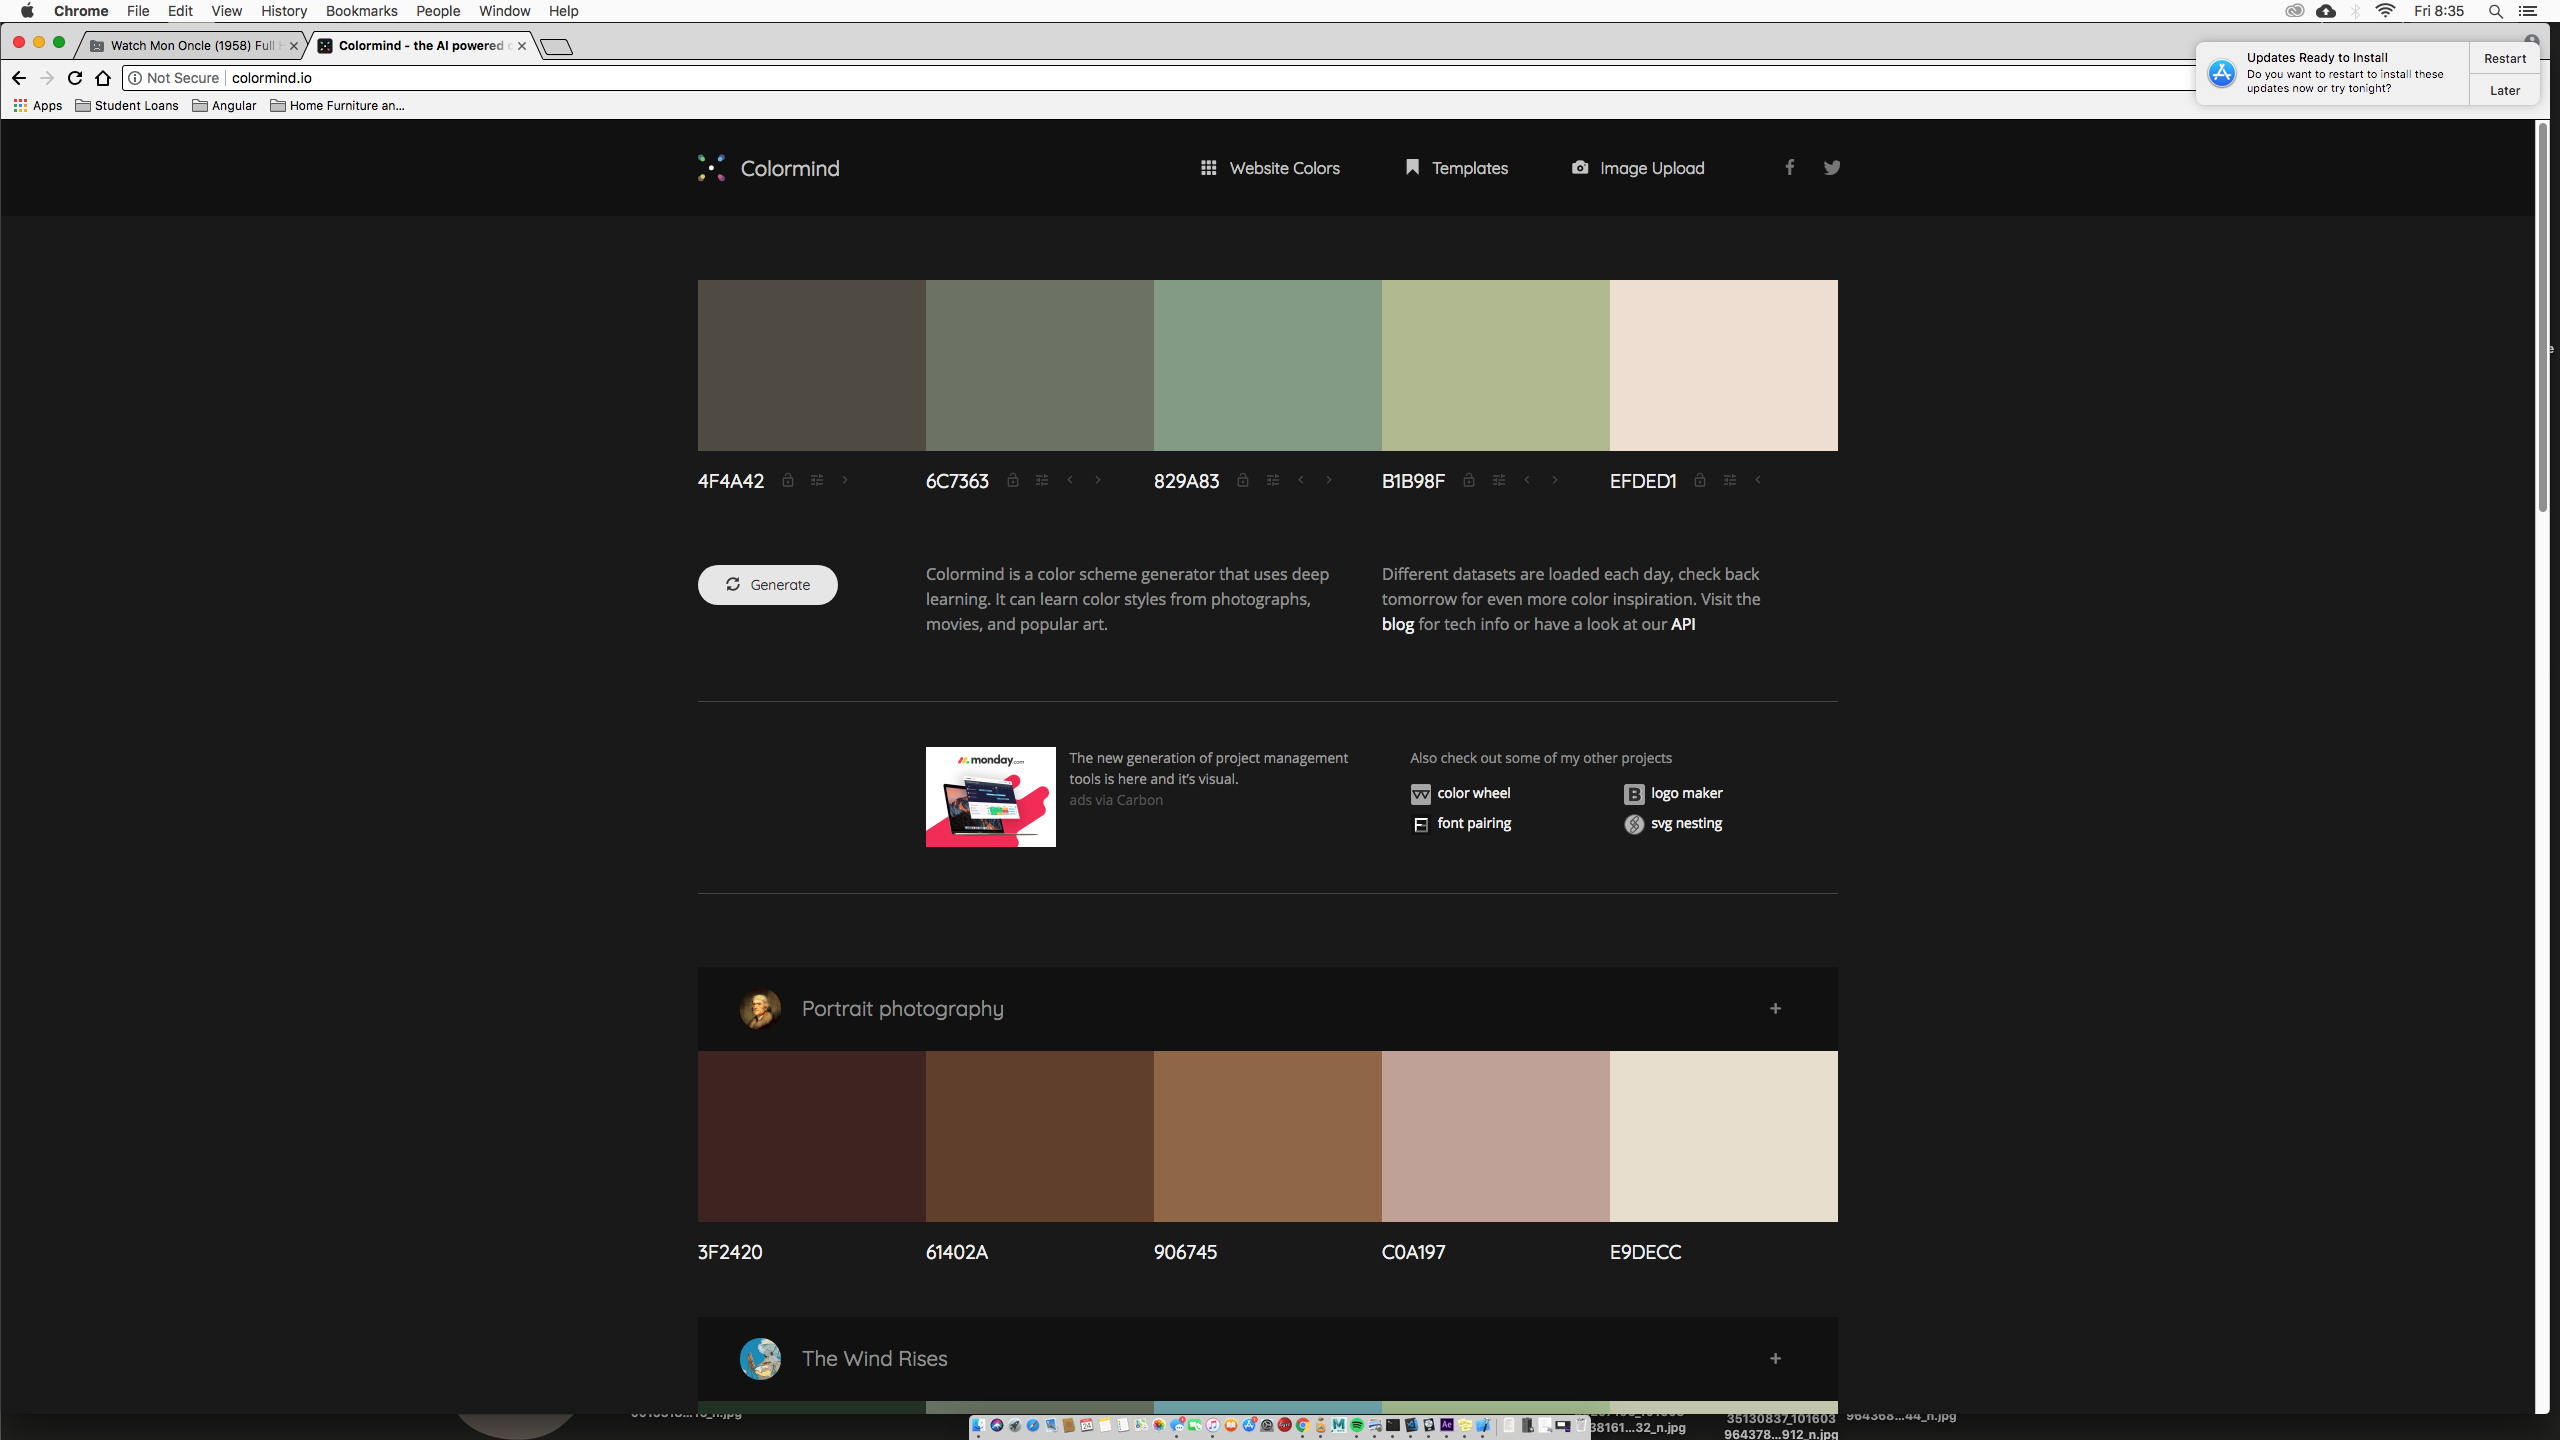 Chrome File Edit View History Bookmarks People Window Help Fri 8:35
Watch Mon Oncle (1958) Full
Colormind - the AI powered
Not Secure colormind.io
Apps Student Loans Angular Home Furniture an...
Updates Ready to Install
Do you want to restart to install these
updates now or try tonight?
Restart
Later
Colormind
Website Colors Templates Image Upload
4F4A42 6C7363 829A83 B1B98F EFDED1
Generate
Colormind is a color scheme generator that uses deep
learning. It can learn color styles from photographs,
movies, and popular art.
Different datasets are loaded each day, check back
tomorrow for even more color inspiration. Visit the
blog for tech info or have a look at our API
monday.com
The new generation of project management
tools is here and it's visual.
ads via Carbon
Also check out some of my other projects
color wheel logo maker
font pairing svg nesting
Portrait photography
3F2420 61402A 906745 C0A197 E9DECC
The Wind Rises
38161...32_n.jpg
35130837_101603
964378...912_n.jpg
964368...44_n.jpg